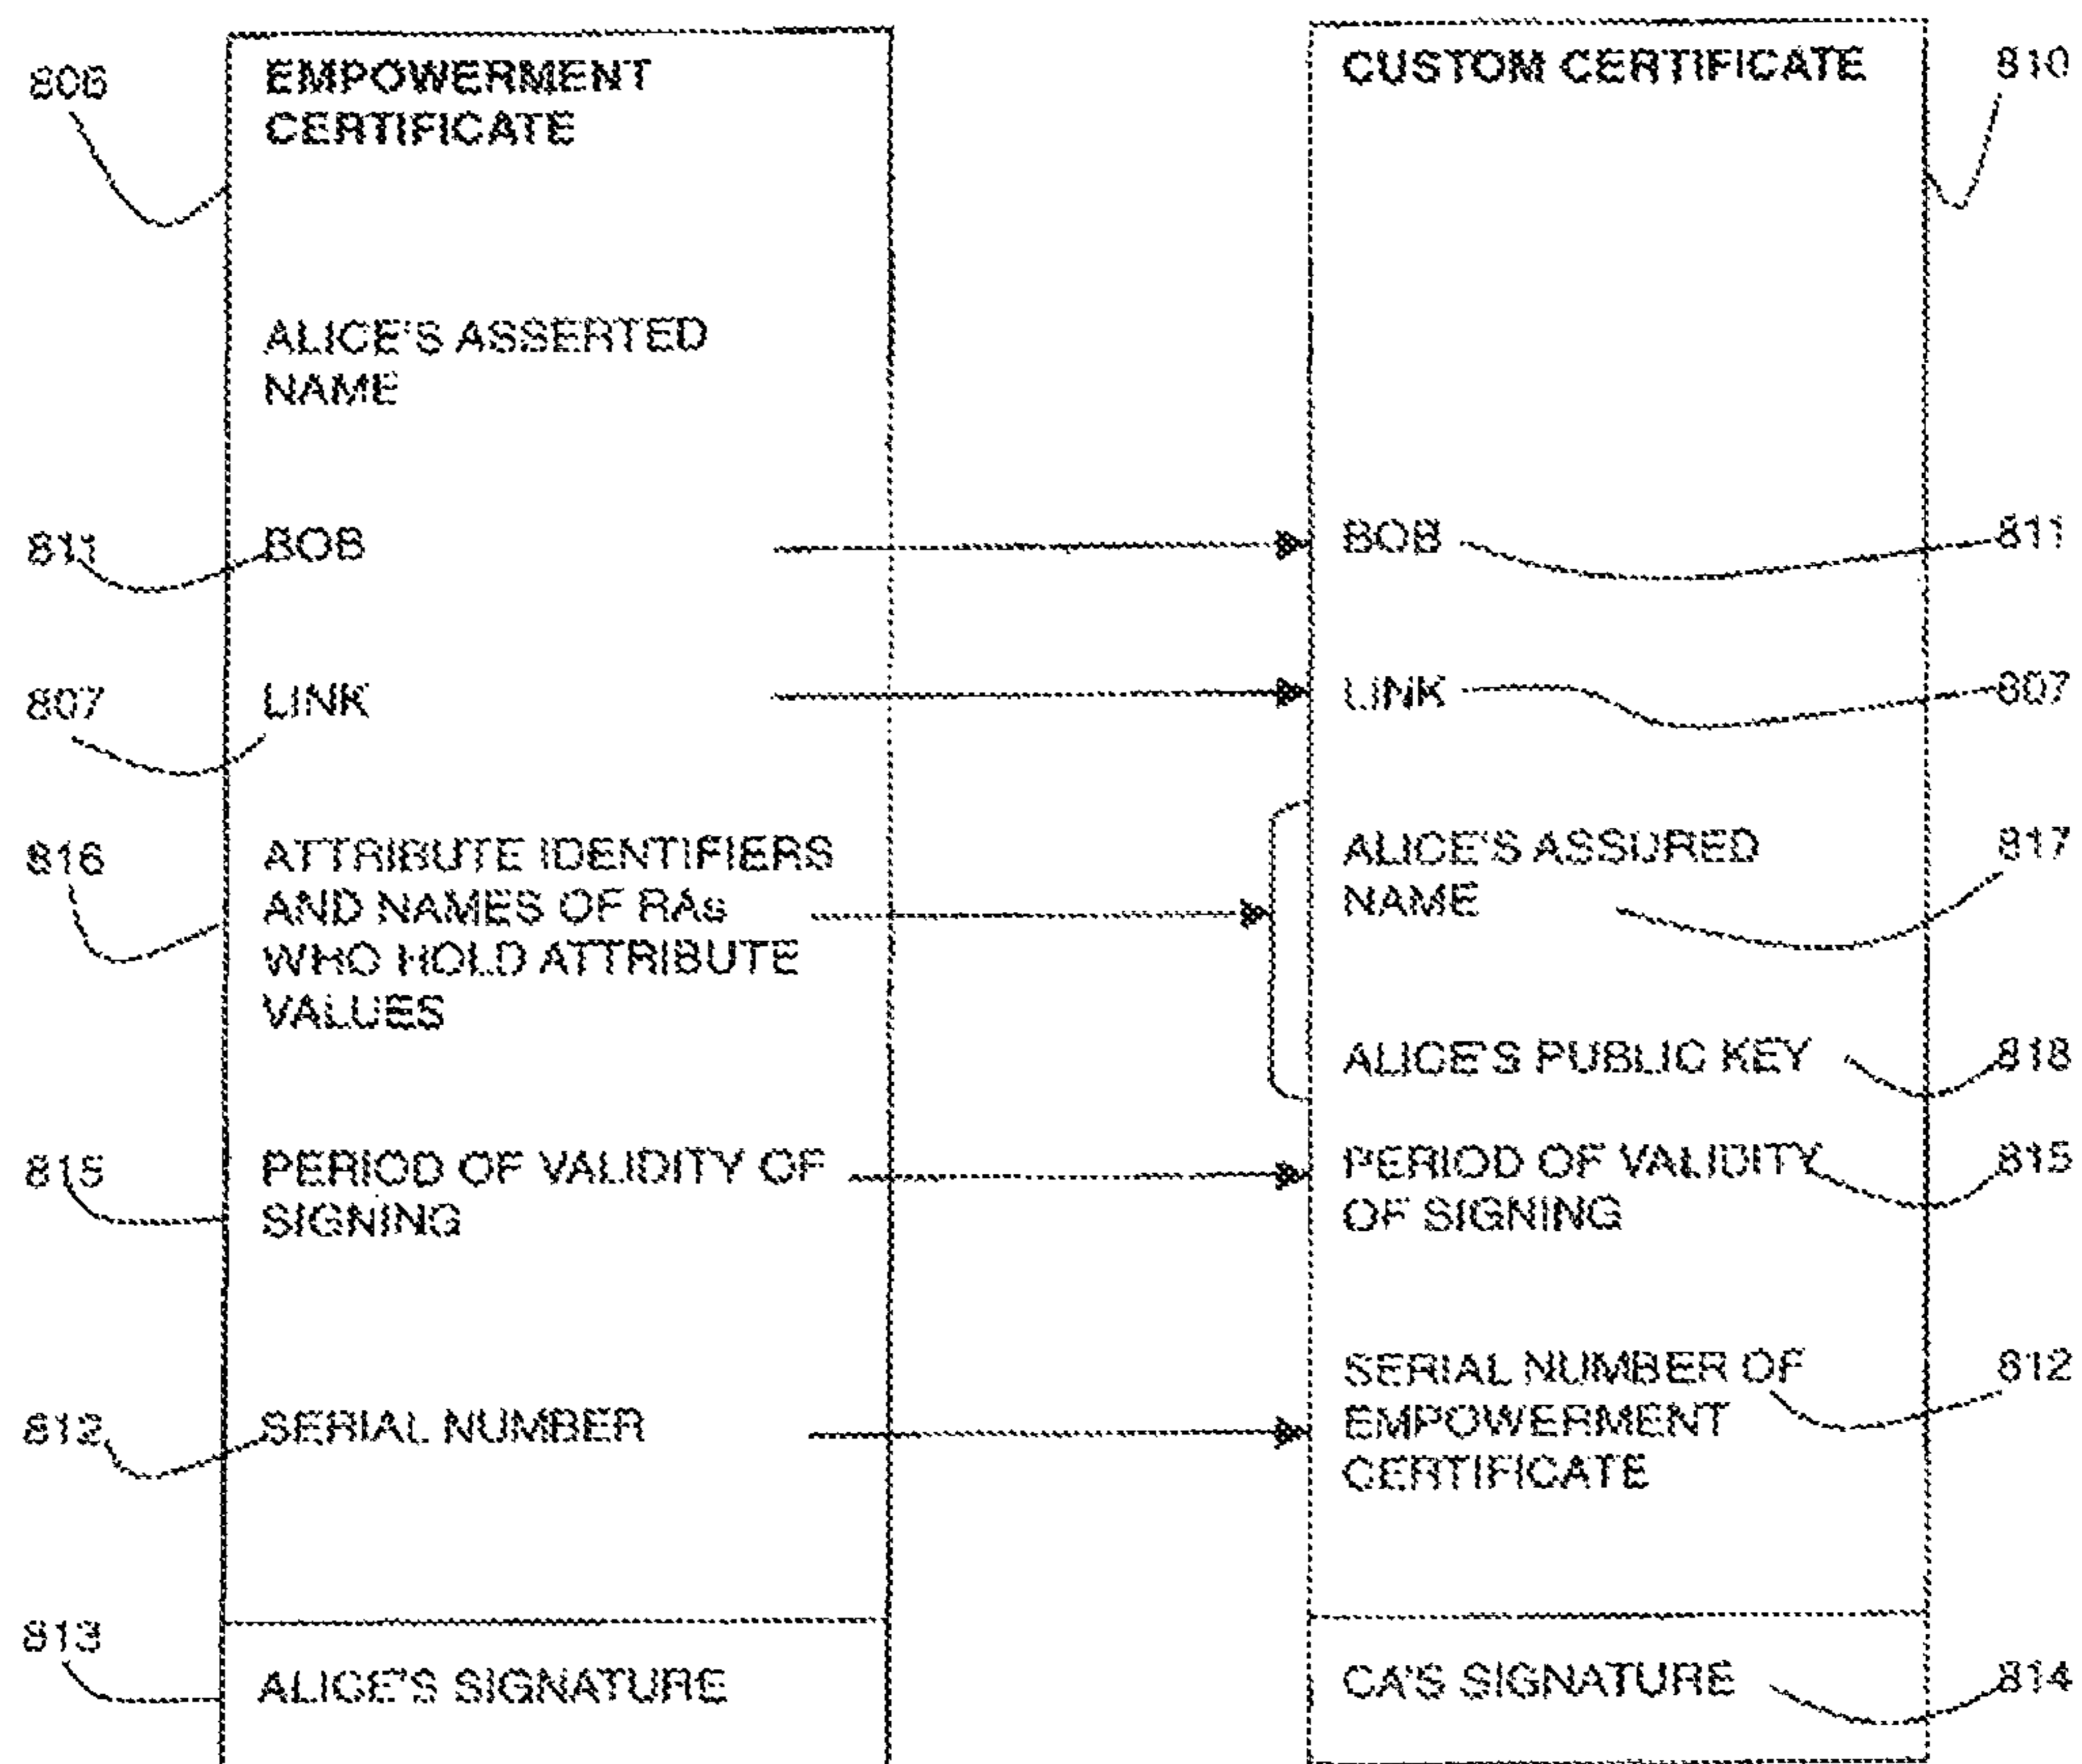 806
EMPOWERMENT
CERTIFICATE
ALICE'S ASSERTED
NAME
811
BOB
807
LINK
816
ATTRIBUTE IDENTIFIERS
AND NAMES OF RAs
WHO HOLD ATTRIBUTE
VALUES
815
PERIOD OF VALIDITY OF
SIGNING
812
SERIAL NUMBER
813
ALICE'S SIGNATURE
CUSTOM CERTIFICATE
810
BOB
811
LINK
807
ALICE'S ASSURED
NAME
817
ALICE'S PUBLIC KEY
818
PERIOD OF VALIDITY
OF SIGNING
815
SERIAL NUMBER OF
EMPOWERMENT
CERTIFICATE
812
CA'S SIGNATURE
814